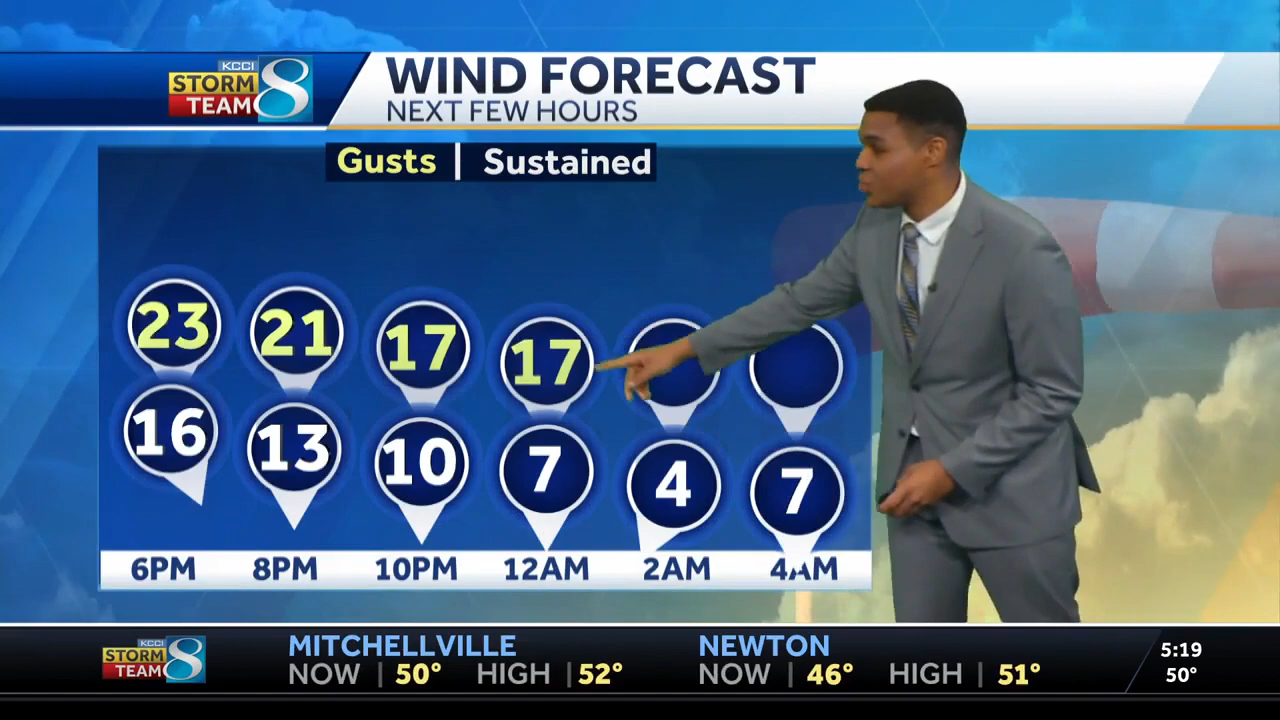 KCCI
STORM
TEAM 8
WIND FORECAST
NEXT FEW HOURS
Gusts | Sustained
23 21 17 17
16 13 10 7 4 7
6PM 8PM 10PM 12AM 2AM 4AM
KCCI
STORM
TEAM 8
MITCHELLVILLE
NOW | 50° HIGH | 52°
NEWTON
NOW | 46° HIGH | 51°
5:19
50°